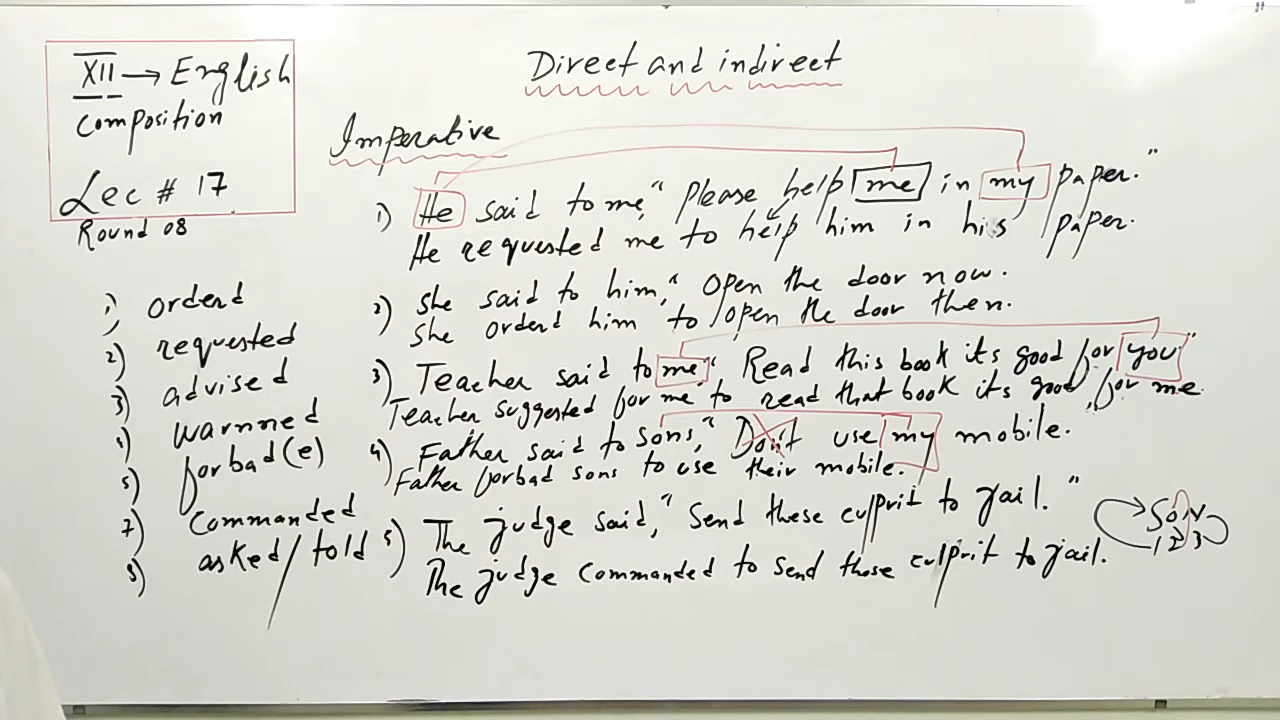 XII → English
composition
Lec # 17
Round 08
Direct and indirect
Imperative
1) He said to me," Please help me in my paper."
He requested me to help him in his paper.
2) She said to him," Open the door now.
She orderd him to open the door then.
3) Teacher said to me" Read this book its good for you."
Teacher suggested for me to read that book its good for me.
4) Father said to sons," Don't use my mobile.
Father forbad sons to use their mobile.
5) The judge said," Send these culprit to jail."
The judge commanded to send those culprit to jail.
1) orderd
2) requested
3) advised
4) warnned
5) forbad(e)
7) commanded
8) asked/told
SON
1 2 3